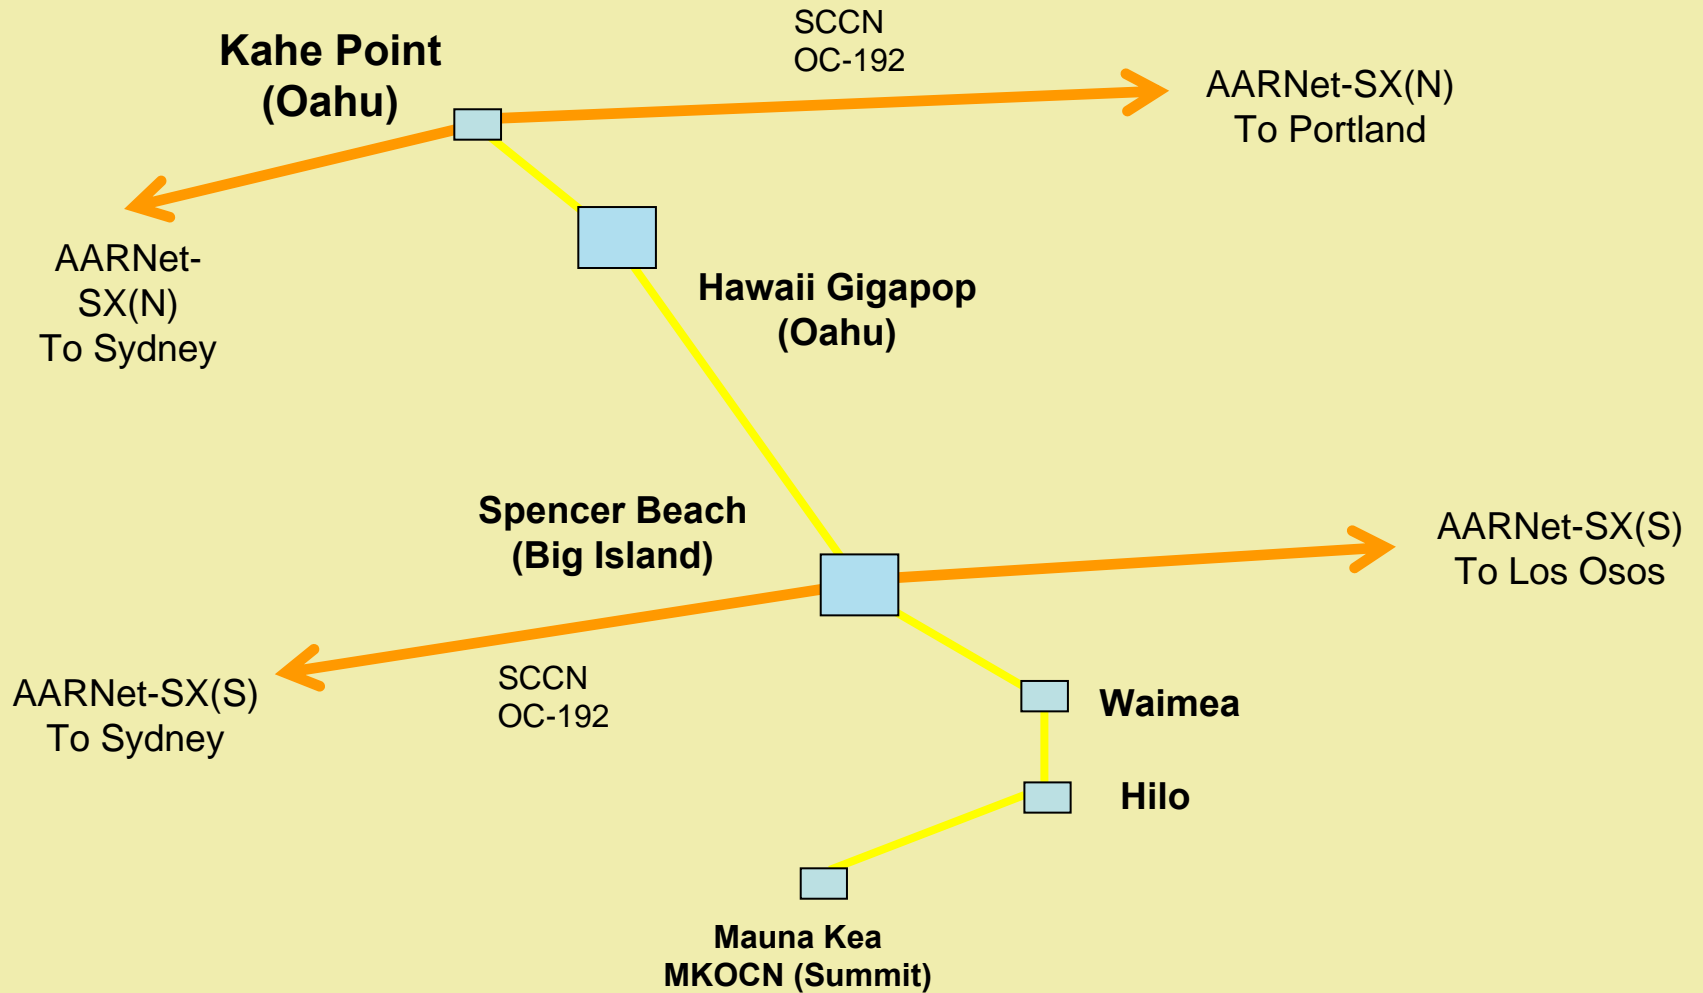 SCCN
OC-192
Kahe Point
(Oahu)
AARNet-SX(N)
To Portland
AARNet-
SX(N)
To Sydney
Hawaii Gigapop
(Oahu)
Spencer Beach
(Big Island)
AARNet-SX(S)
To Los Osos
AARNet-SX(S)
To Sydney
SCCN
OC-192
Waimea
Hilo
Mauna Kea
MKOCN (Summit)